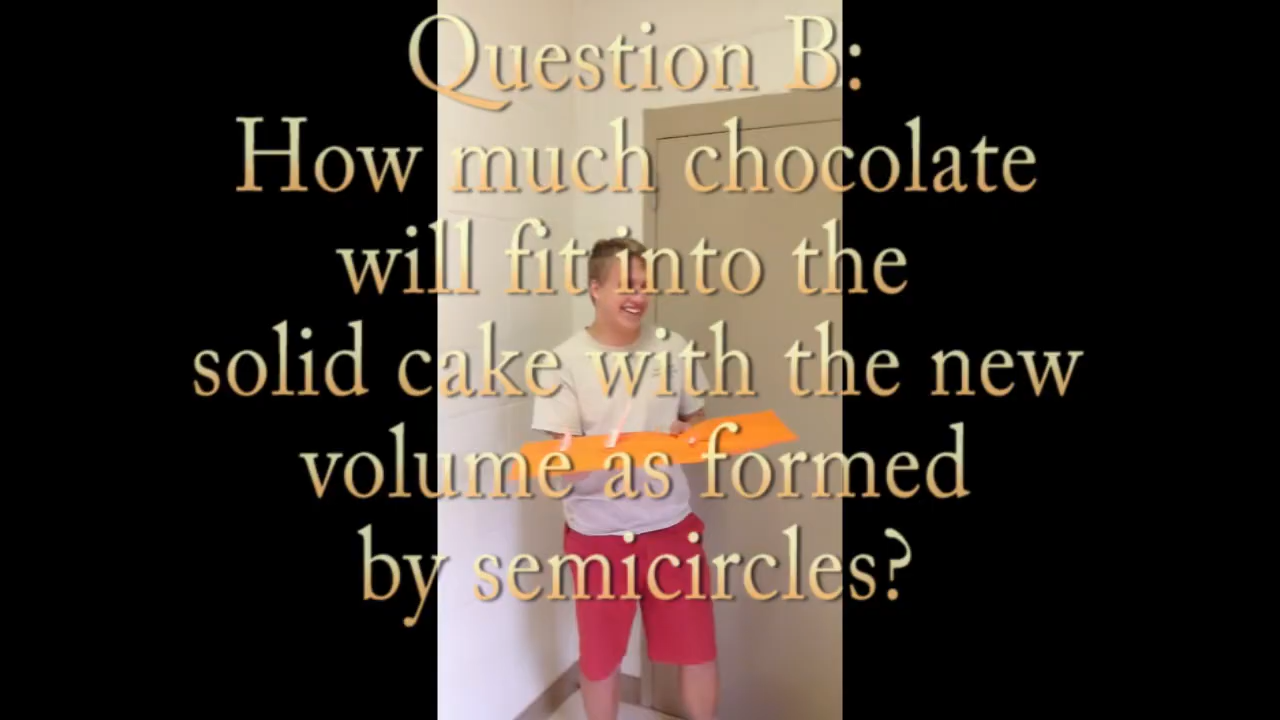 Question B:
How much chocolate
will fit into the
solid cake with the new
volume as formed
by semicircles?